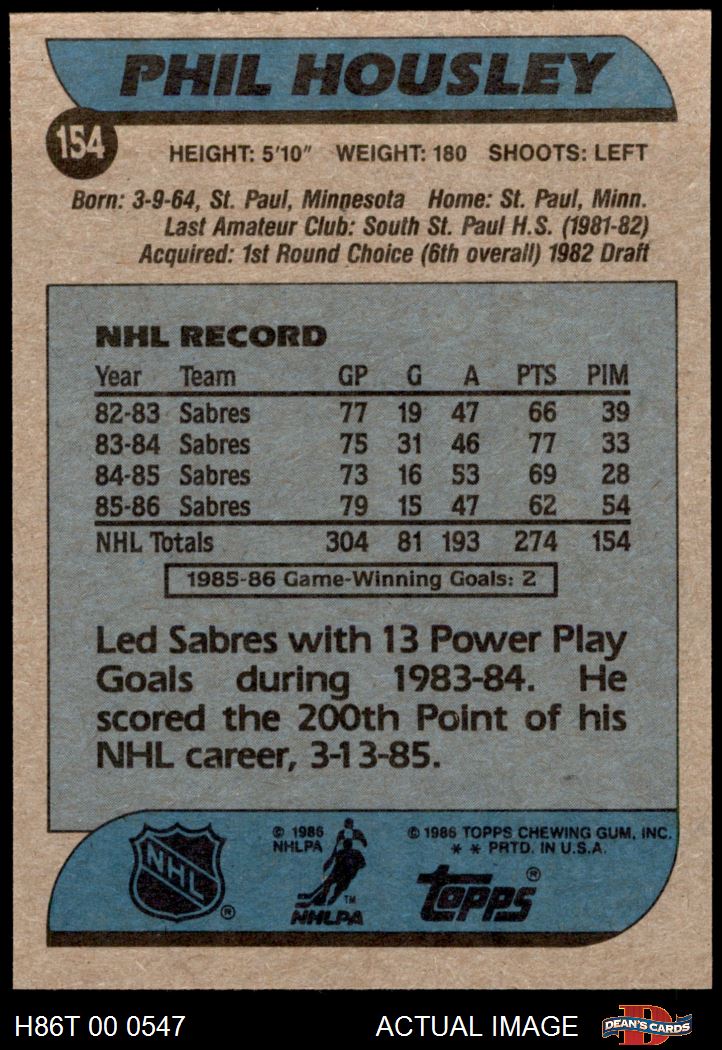 PHIL HOUSLEY
154
HEIGHT: 5'10" WEIGHT: 180 SHOOTS: LEFT
Born: 3-9-64, St. Paul, Minnesota Home: St. Paul, Minn.
Last Amateur Club: South St. Paul H.S. (1981-82)
Acquired: 1st Round Choice (6th overall) 1982 Draft
NHL RECORD
Year Team GP G A PTS PIM
82-83 Sabres 77 19 47 66 39
83-84 Sabres 75 31 46 77 33
84-85 Sabres 73 16 53 69 28
85-86 Sabres 79 15 47 62 54
NHL Totals 304 81 193 274 154
1985-86 Game-Winning Goals: 2
Led Sabres with 13 Power Play
Goals during 1983-84. He
scored the 200th Point of his
NHL career, 3-13-85.
NHL ®
© 1986
NHLPA
TM
NHLPA
© 1986 TOPPS CHEWING GUM, INC.
* * PRTD. IN U.S.A.
topps ®
H86T 00 0547 ACTUAL IMAGE
D
DEAN'S CARDS